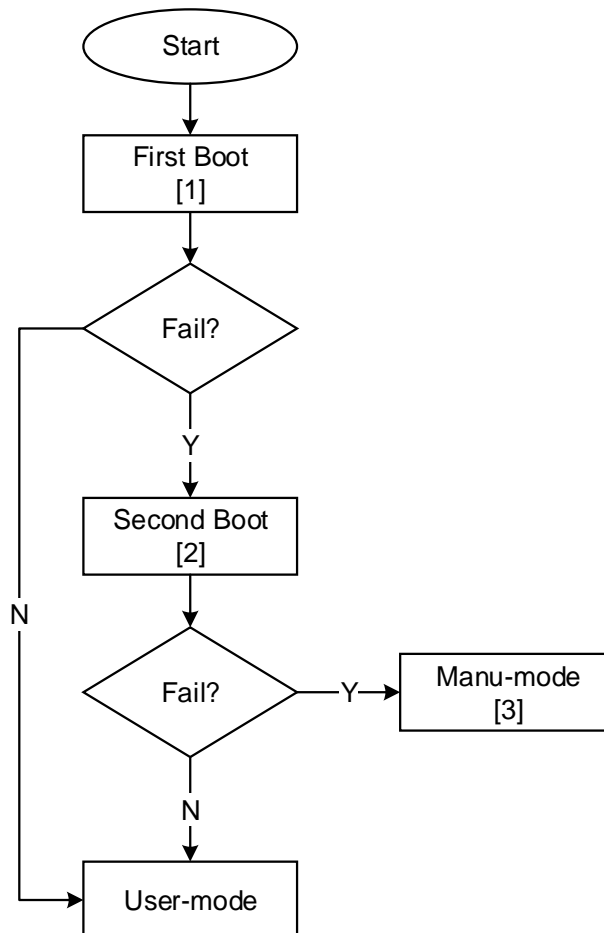 Start
First Boot
[1]
Fail?
Y
Second Boot
[2]
N
Fail?
Y
Manu-mode
[3]
N
User-mode